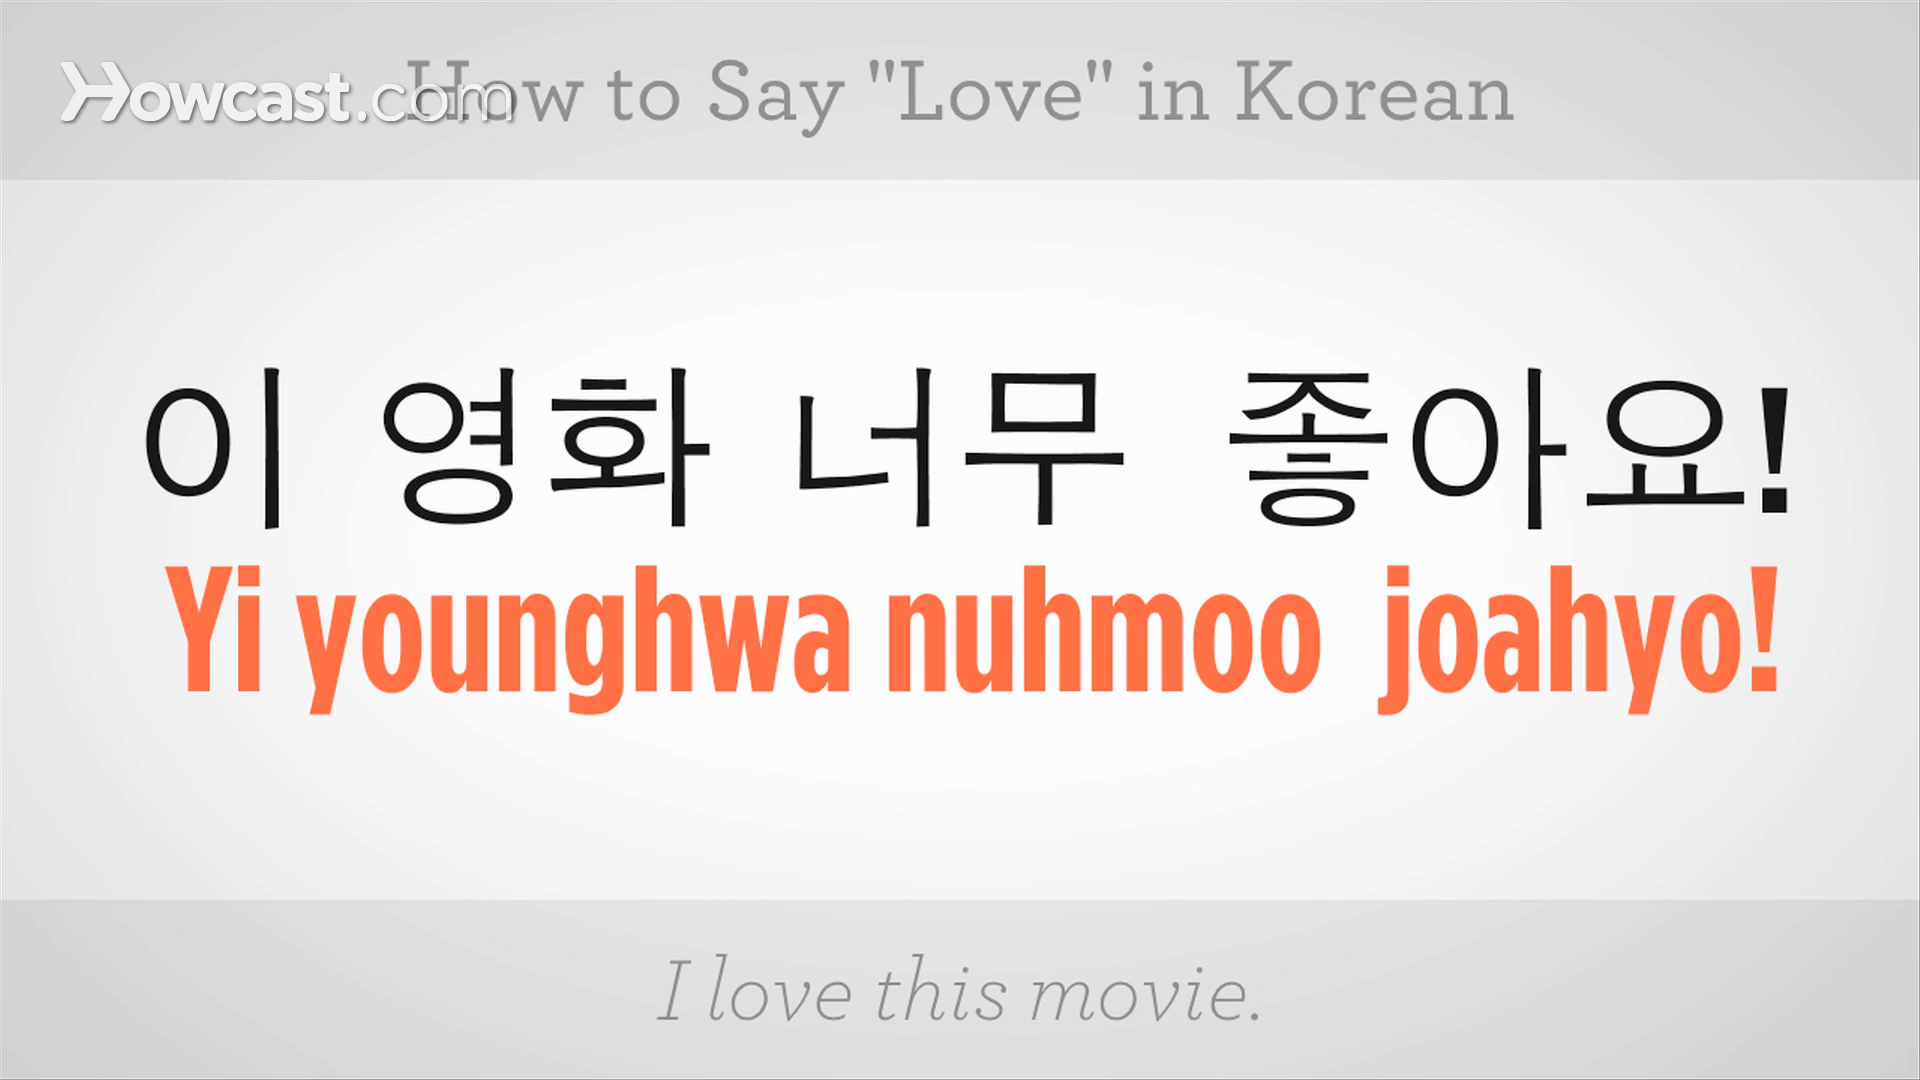 Howcast.com
How to Say "Love" in Korean
이 영화 너무 좋아요!
Yi younghwa nuhmoo joahyo!
I love this movie.